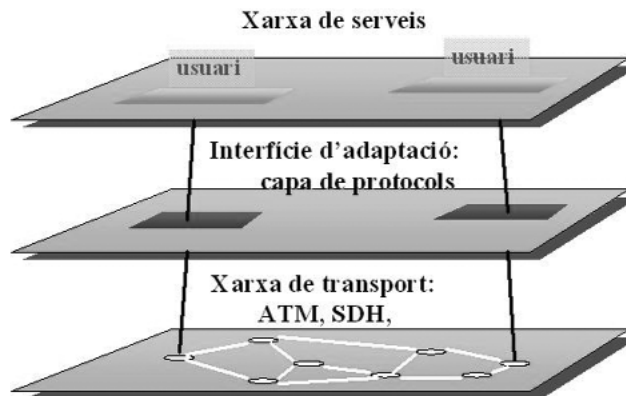 Xarxa de serveis
usuari
usuari
Interfície d'adaptació:
capa de protocols
Xarxa de transport:
ATM, SDH,